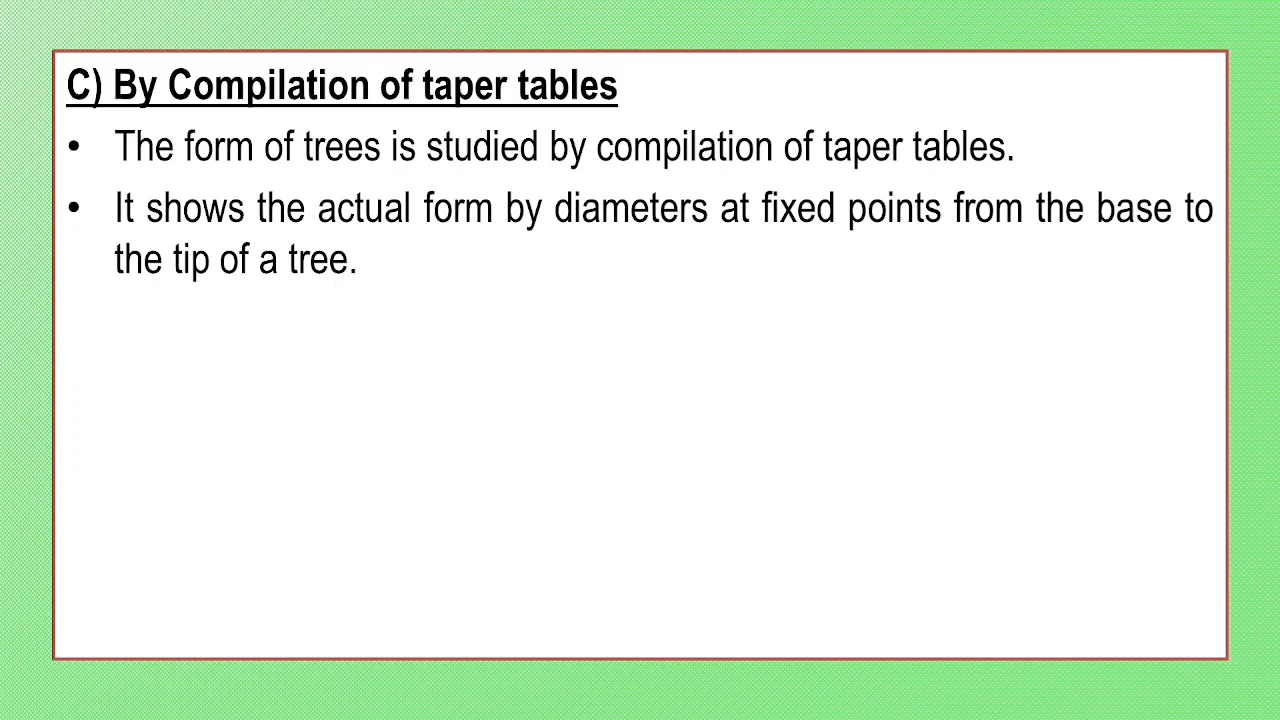 C) By Compilation of taper tables
• The form of trees is studied by compilation of taper tables.
• It shows the actual form by diameters at fixed points from the base to
the tip of a tree.